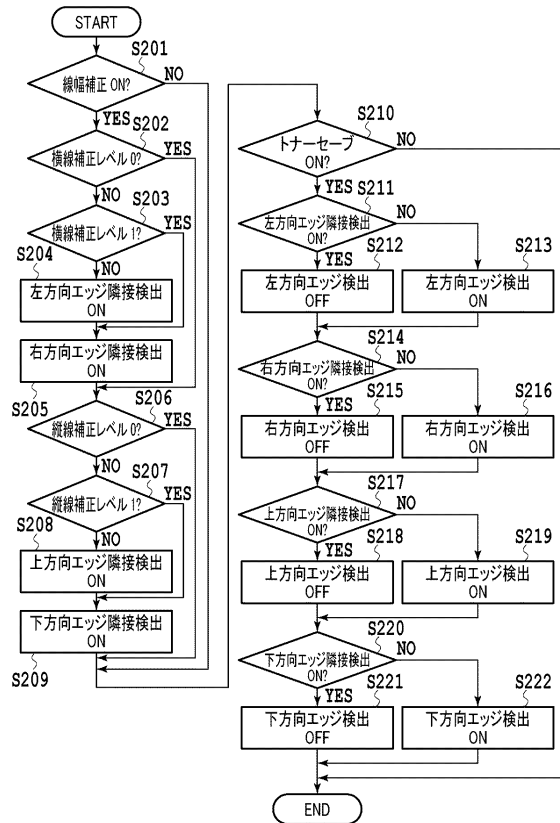 START
S201
線幅補正 ON?
NO
YES
S202
横線補正レベル 0?
YES
NO
S203
横線補正レベル 1?
YES
S204
NO
左方向エッジ隣接検出
ON
右方向エッジ隣接検出
ON
S205
S206
縦線補正レベル 0?
YES
NO
S207
縦線補正レベル 1?
YES
S208
NO
上方向エッジ隣接検出
ON
下方向エッジ隣接検出
ON
S209
S210
トナーセーブ
ON?
NO
YES
S211
左方向エッジ隣接検出
ON?
NO
YES
S212
左方向エッジ検出
OFF
S213
左方向エッジ検出
ON
S214
右方向エッジ隣接検出
ON?
NO
YES
S215
右方向エッジ検出
OFF
S216
右方向エッジ検出
ON
S217
上方向エッジ隣接検出
ON?
NO
YES
S218
上方向エッジ検出
OFF
S219
上方向エッジ検出
ON
S220
下方向エッジ隣接検出
ON?
NO
YES
S221
下方向エッジ検出
OFF
S222
下方向エッジ検出
ON
END